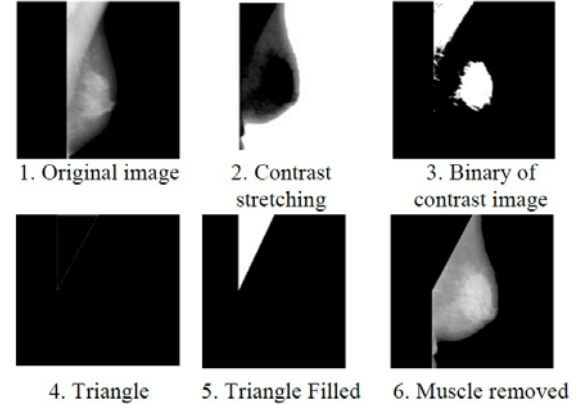 1. Original image
2. Contrast
stretching
3. Binary of
contrast image
4. Triangle
5. Triangle Filled
6. Muscle removed